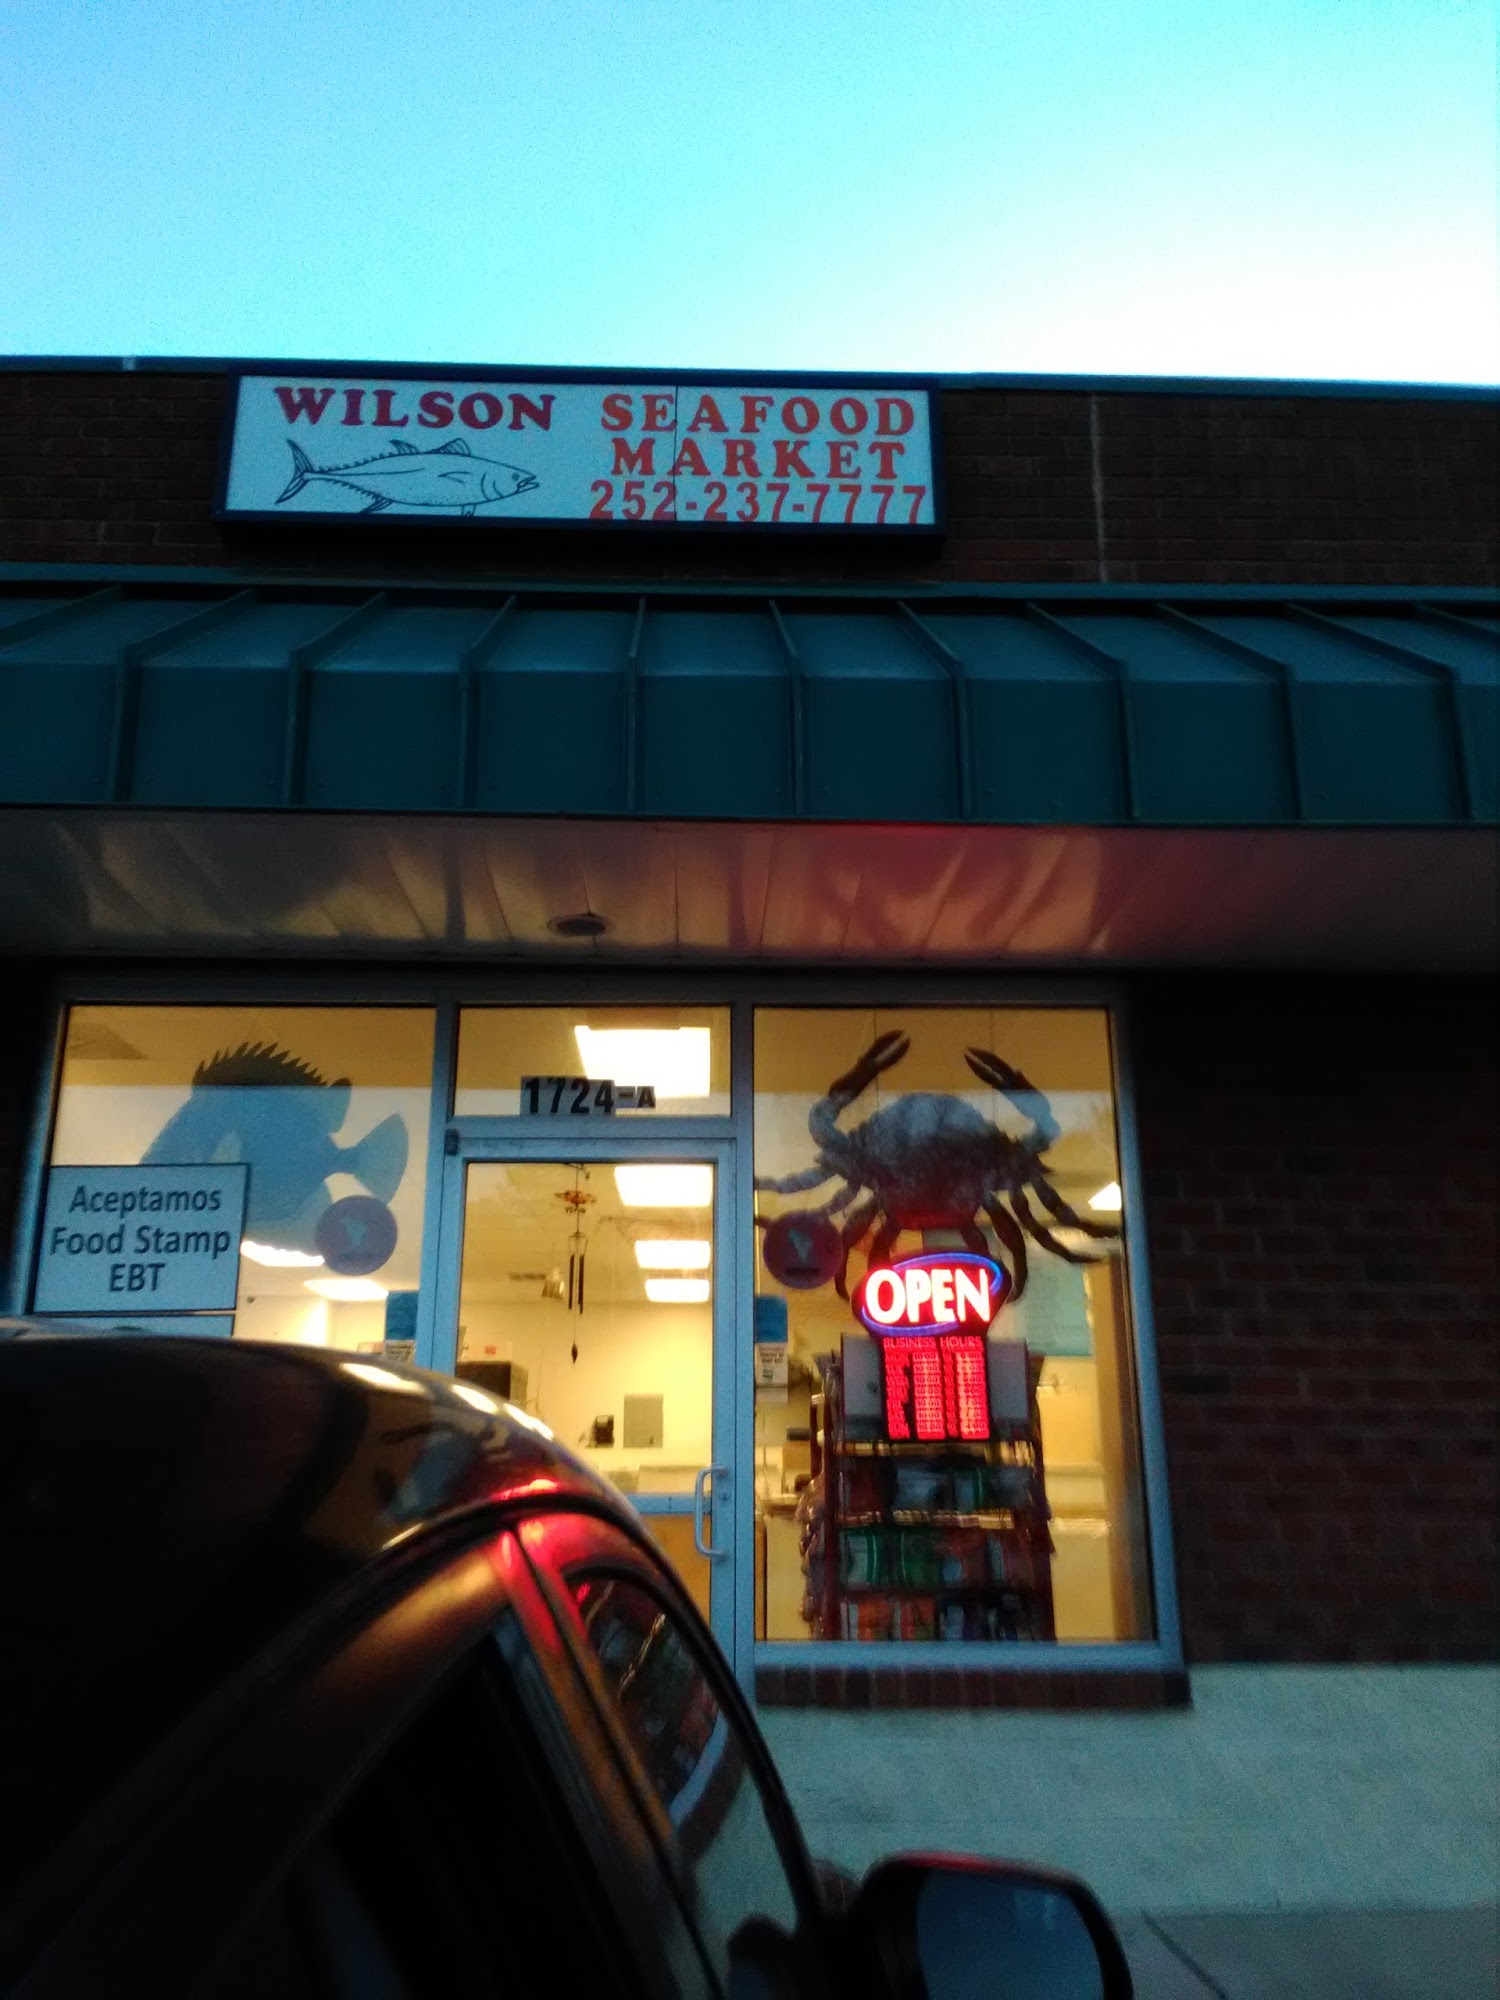 WILSON
SEAFOOD
MARKET
252-237-7777
1724-A
Aceptamos
Food Stamp
EBT
OPEN
BUSINESS HOURS